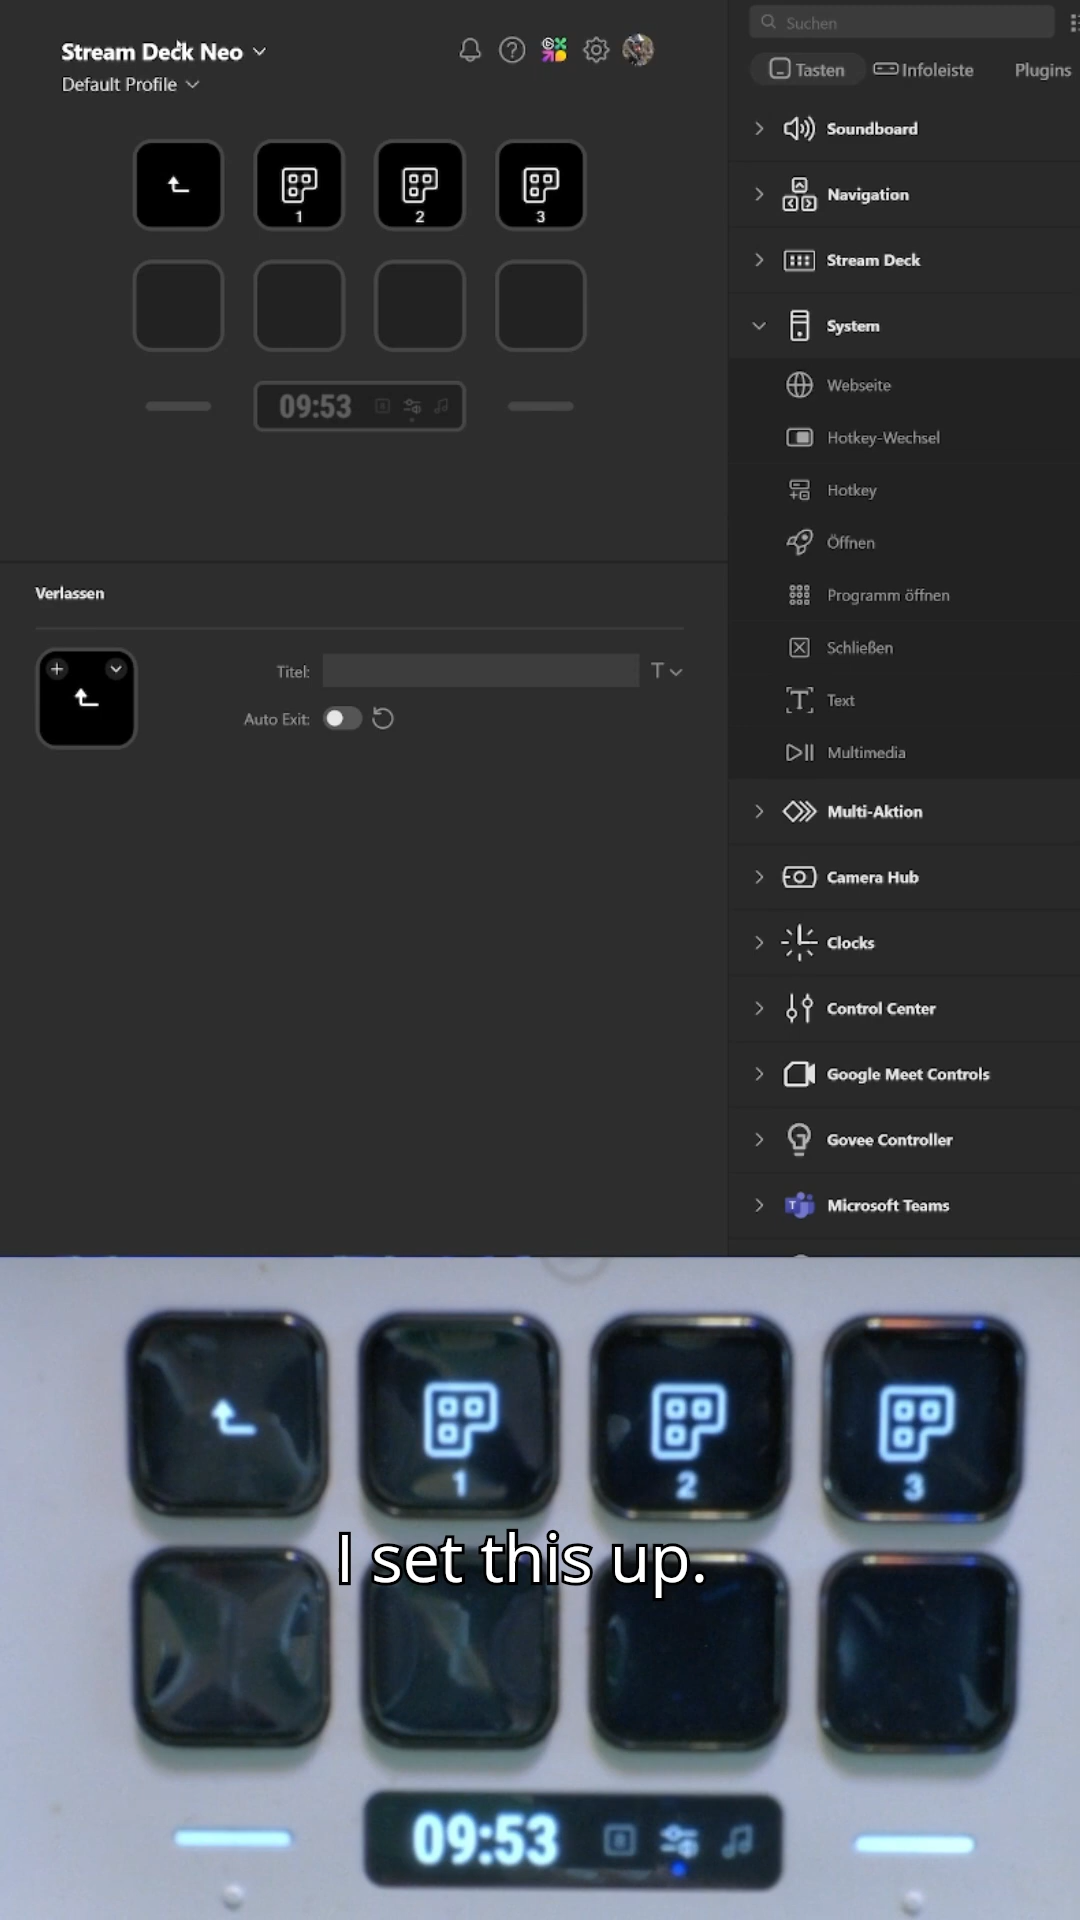 Stream Deck Neo
Default Profile
1
2
3
09:53
Verlassen
Titel:
T
Auto Exit:
Suchen
Tasten
Infoleiste
Plugins
Soundboard
Navigation
Stream Deck
System
Webseite
Hotkey-Wechsel
Hotkey
Öffnen
Programm öffnen
Schließen
Text
Multimedia
Multi-Aktion
Camera Hub
Clocks
Control Center
Google Meet Controls
Govee Controller
Microsoft Teams
1
2
3
I set this up.
09:53